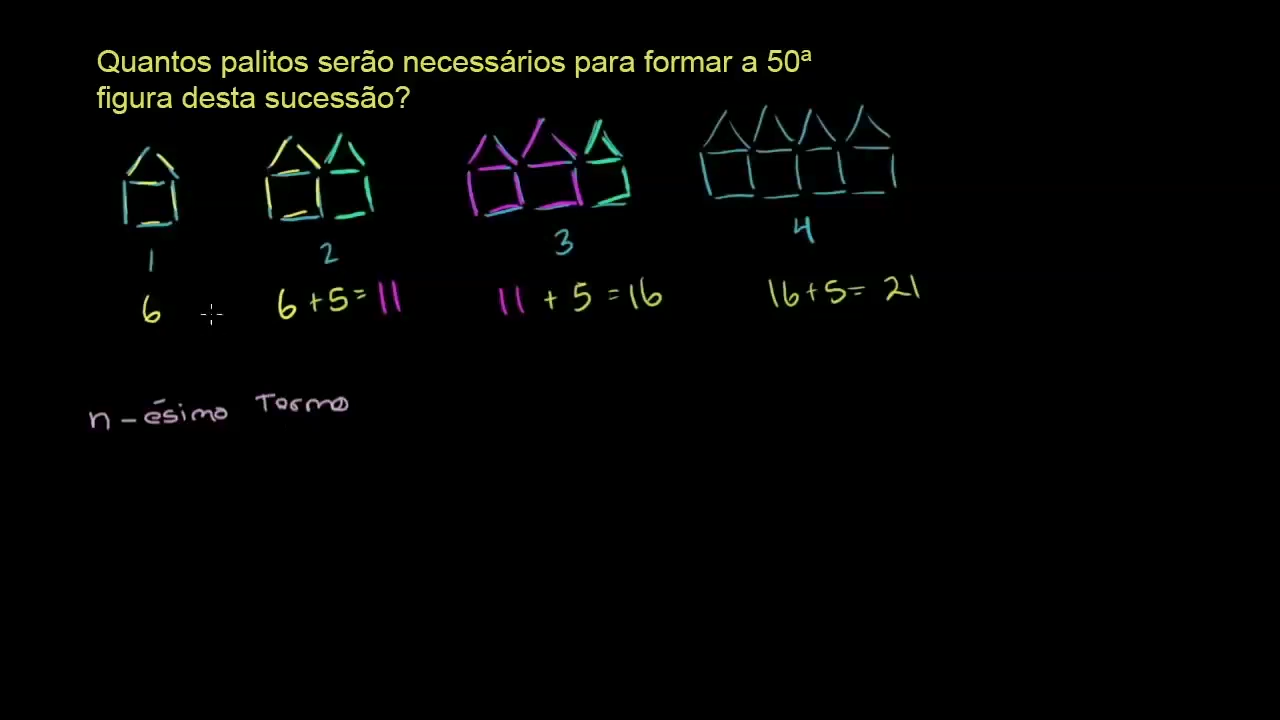 Quantos palitos serão necessários para formar a 50ª
figura desta sucessão?
1 2 3 4
6 6 + 5 = 11 11 + 5 = 16 16 + 5 = 21
n - ésimo Termo